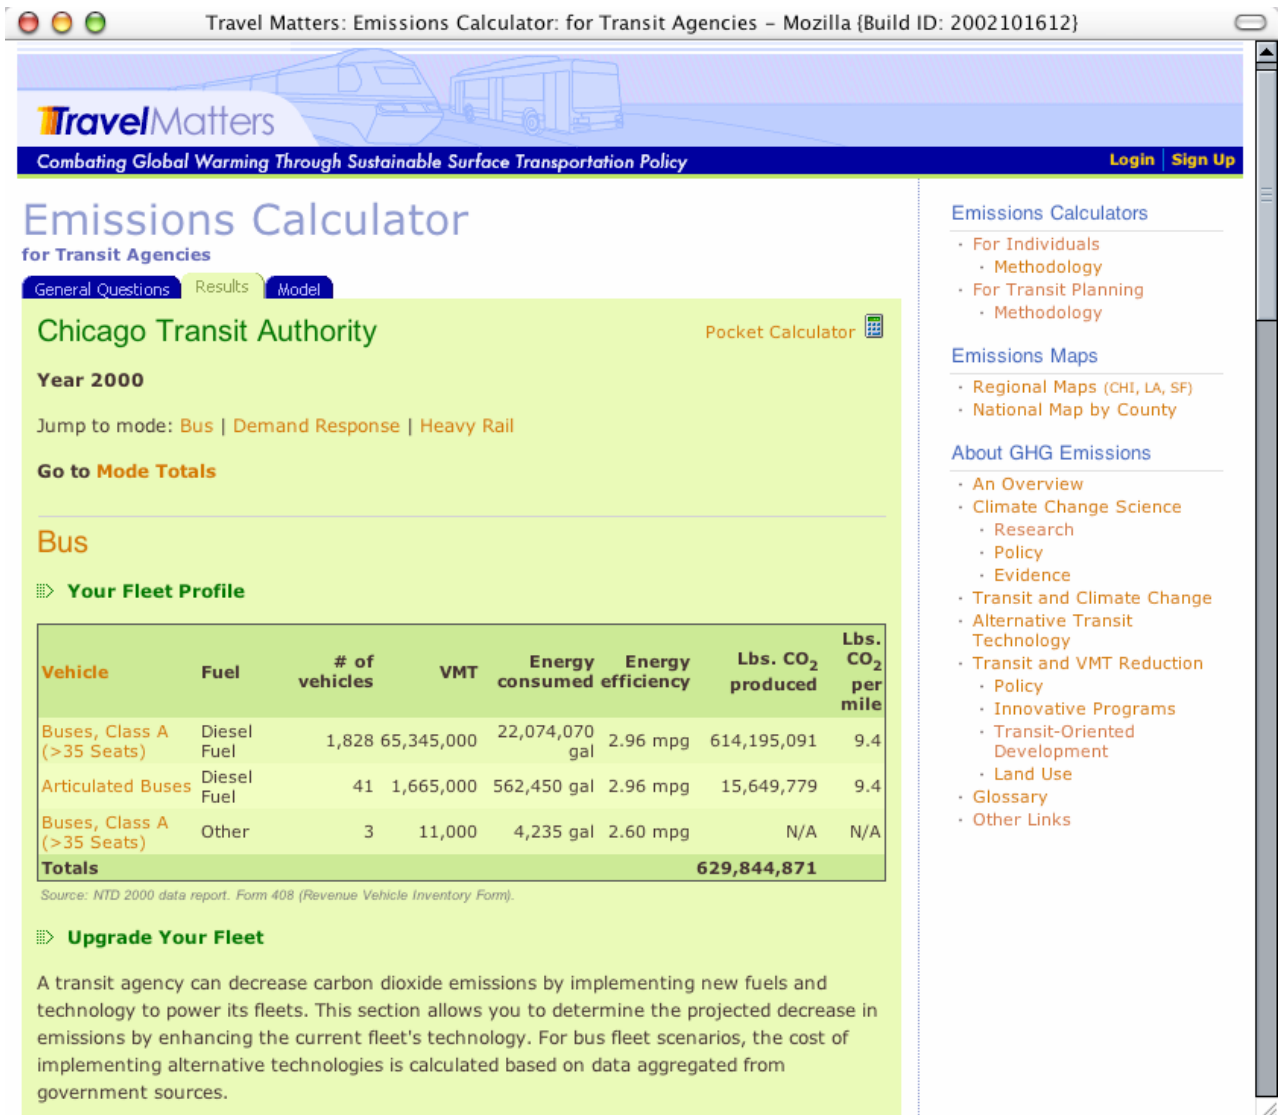 Travel Matters: Emissions Calculator: for Transit Agencies – Mozilla {Build ID: 2002101612}
TravelMatters
Combating Global Warming Through Sustainable Surface Transportation Policy
Login | Sign Up
Emissions Calculator
for Transit Agencies
General Questions Results Model
Chicago Transit Authority
Pocket Calculator
Year 2000
Jump to mode: Bus | Demand Response | Heavy Rail
Go to Mode Totals
Bus
Your Fleet Profile
Vehicle Fuel # of vehicles VMT Energy consumed Energy efficiency Lbs. CO2 produced Lbs. CO2 per mile
Buses, Class A (>35 Seats) Diesel Fuel 1,828 65,345,000 22,074,070 gal 2.96 mpg 614,195,091 9.4
Articulated Buses Diesel Fuel 41 1,665,000 562,450 gal 2.96 mpg 15,649,779 9.4
Buses, Class A (>35 Seats) Other 3 11,000 4,235 gal 2.60 mpg N/A N/A
Totals 629,844,871
Source: NTD 2000 data report. Form 408 (Revenue Vehicle Inventory Form).
Upgrade Your Fleet
A transit agency can decrease carbon dioxide emissions by implementing new fuels and
technology to power its fleets. This section allows you to determine the projected decrease in
emissions by enhancing the current fleet's technology. For bus fleet scenarios, the cost of
implementing alternative technologies is calculated based on data aggregated from
government sources.
Emissions Calculators
· For Individuals
· Methodology
· For Transit Planning
· Methodology
Emissions Maps
· Regional Maps (CHI, LA, SF)
· National Map by County
About GHG Emissions
· An Overview
· Climate Change Science
· Research
· Policy
· Evidence
· Transit and Climate Change
· Alternative Transit
Technology
· Transit and VMT Reduction
· Policy
· Innovative Programs
· Transit-Oriented
Development
· Land Use
· Glossary
· Other Links